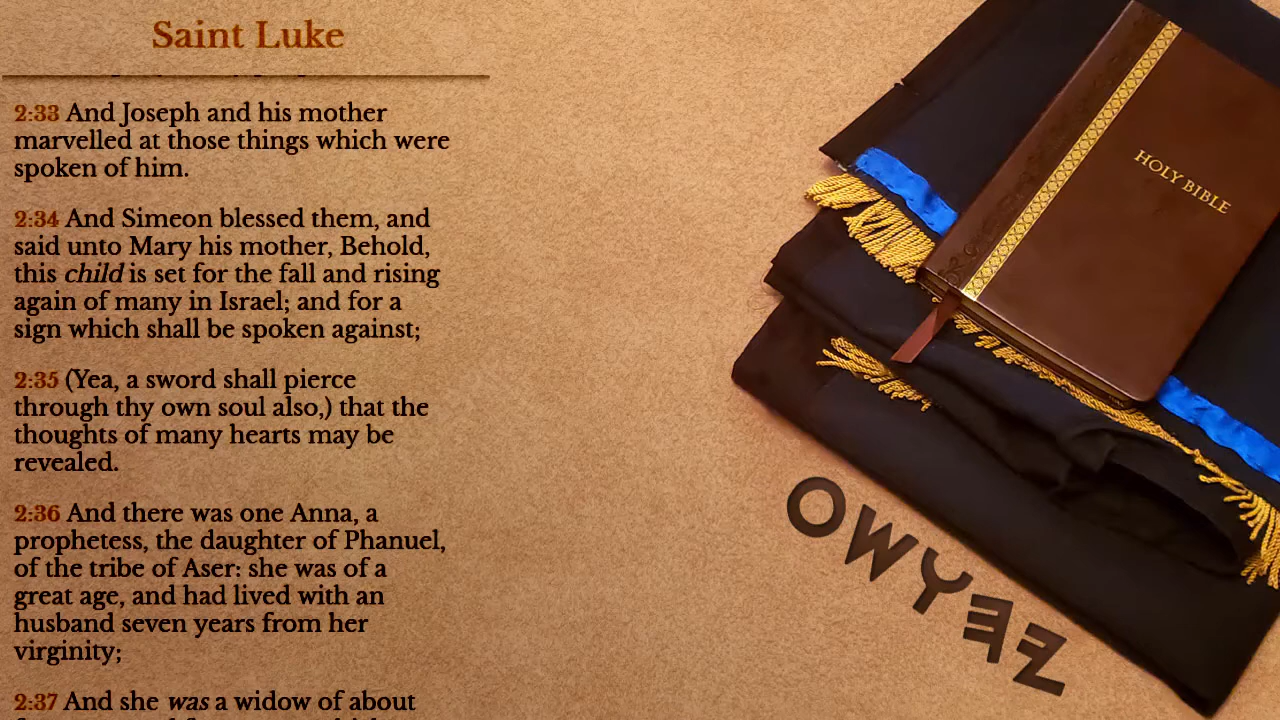 Saint Luke
2:33 And Joseph and his mother
marvelled at those things which were
spoken of him.
2:34 And Simeon blessed them, and
said unto Mary his mother, Behold,
this child is set for the fall and rising
again of many in Israel; and for a
sign which shall be spoken against;
2:35 (Yea, a sword shall pierce
through thy own soul also,) that the
thoughts of many hearts may be
revealed.
2:36 And there was one Anna, a
prophetess, the daughter of Phanuel,
of the tribe of Aser: she was of a
great age, and had lived with an
husband seven years from her
virginity;
2:37 And she was a widow of about
HOLY BIBLE
𐤉𐤄𐤅𐤔𐤏